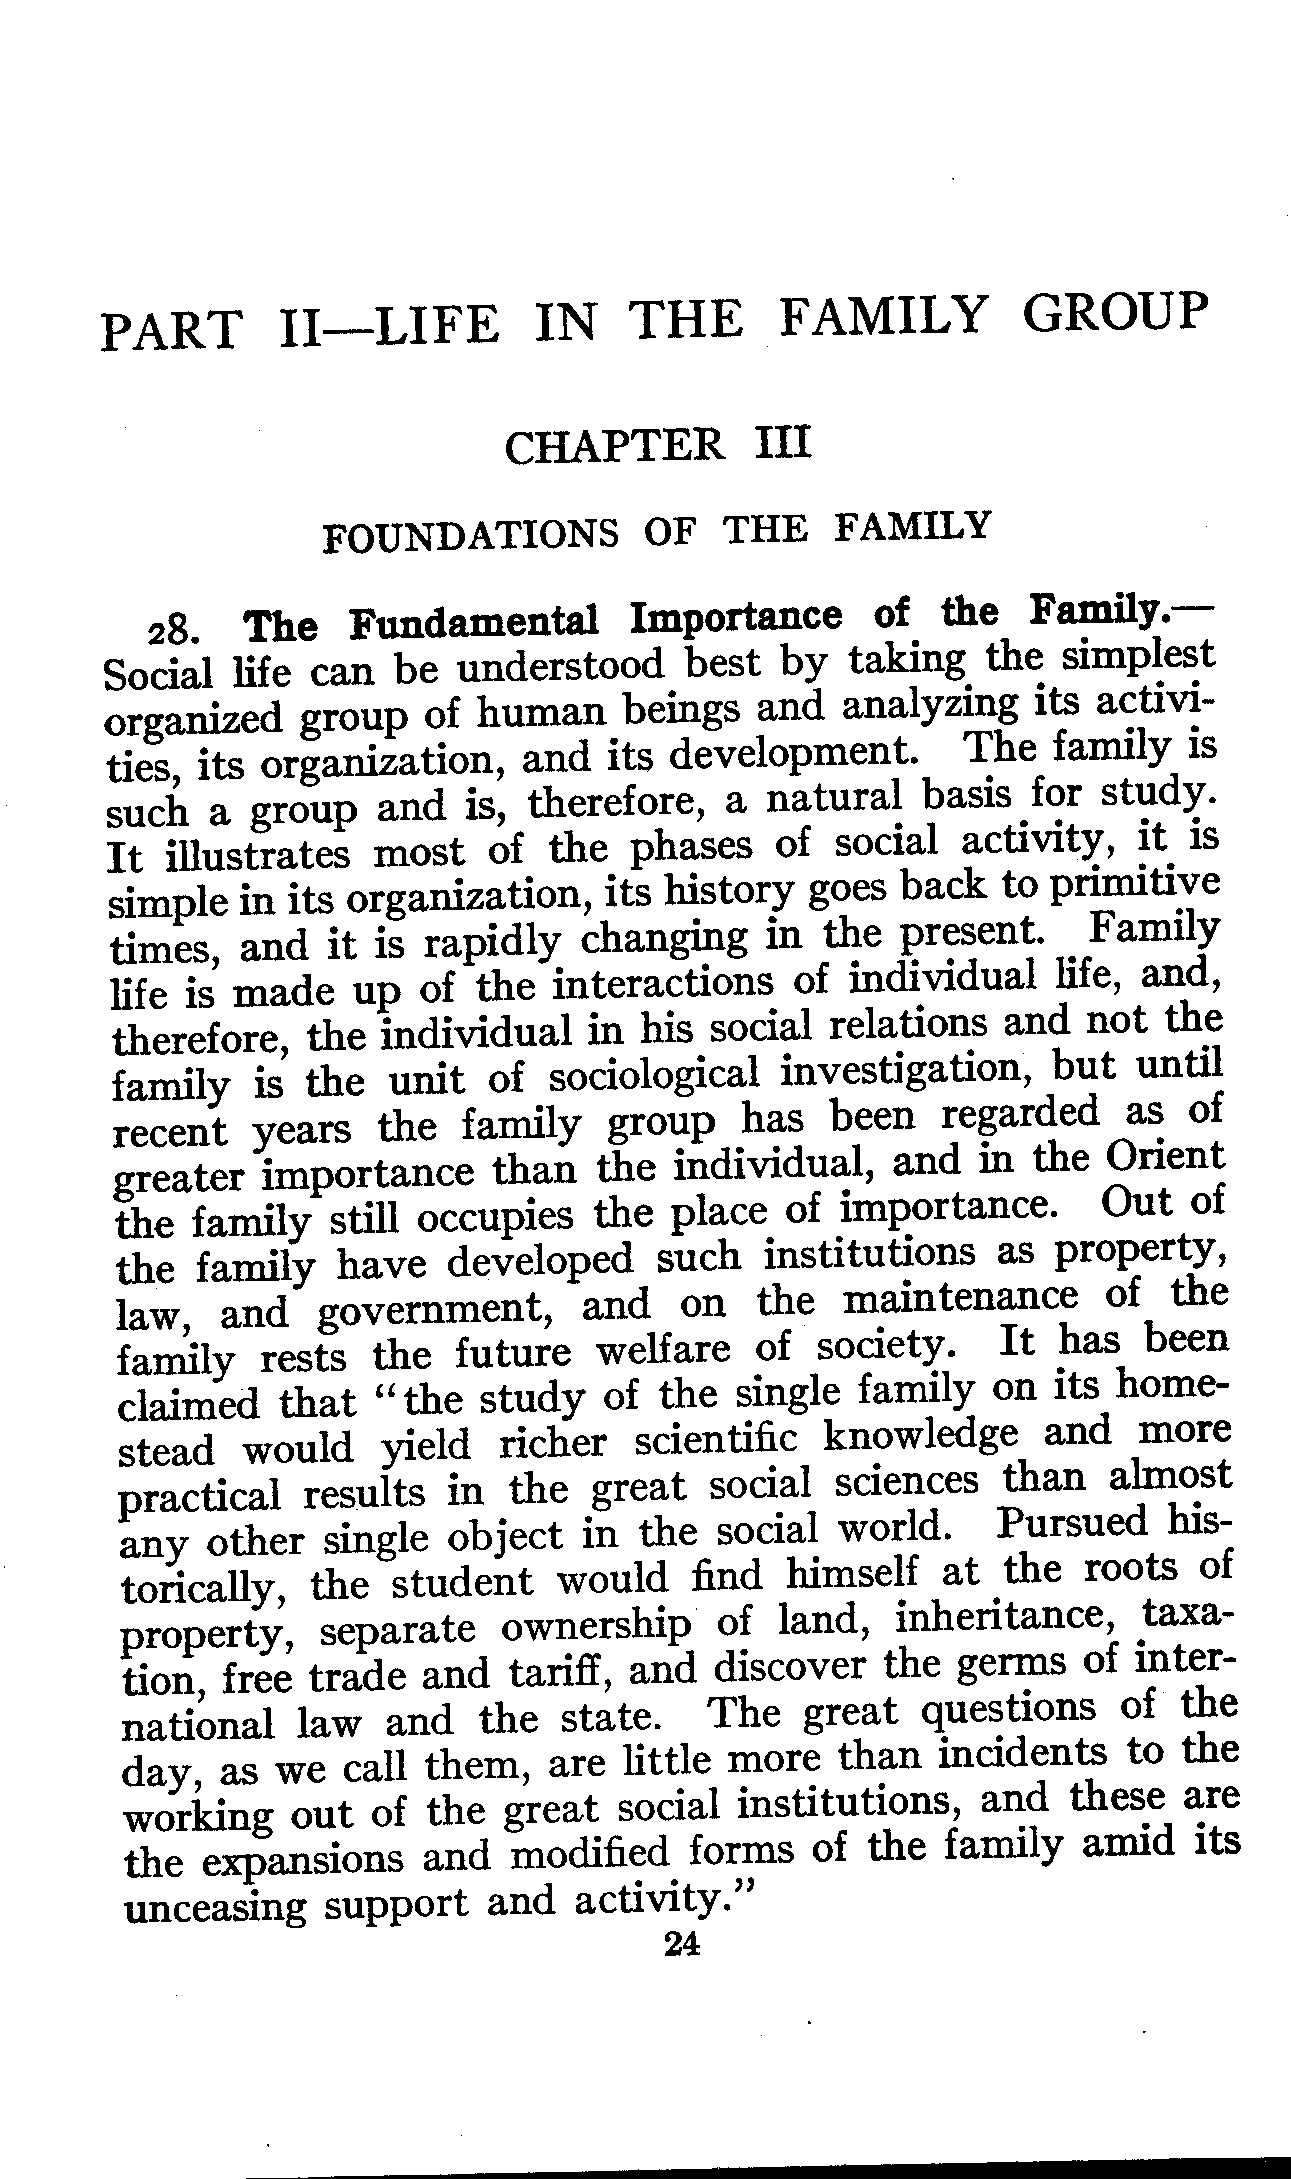 PART II—LIFE IN THE FAMILY GROUP
CHAPTER III
FOUNDATIONS OF THE FAMILY
28. The Fundamental Importance of the Family.—
Social life can be understood best by taking the simplest
organized group of human beings and analyzing its activi-
ties, its organization, and its development. The family is
such a group and is, therefore, a natural basis for study.
It illustrates most of the phases of social activity, it is
simple in its organization, its history goes back to primitive
times, and it is rapidly changing in the present. Family
life is made up of the interactions of individual life, and,
therefore, the individual in his social relations and not the
family is the unit of sociological investigation, but until
recent years the family group has been regarded as of
greater importance than the individual, and in the Orient
the family still occupies the place of importance. Out of
the family have developed such institutions as property,
law, and government, and on the maintenance of the
family rests the future welfare of society. It has been
claimed that "the study of the single family on its home-
stead would yield richer scientific knowledge and more
practical results in the great social sciences than almost
any other single object in the social world. Pursued his-
torically, the student would find himself at the roots of
property, separate ownership of land, inheritance, taxa-
tion, free trade and tariff, and discover the germs of inter-
national law and the state. The great questions of the
day, as we call them, are little more than incidents to the
working out of the great social institutions, and these are
the expansions and modified forms of the family amid its
unceasing support and activity."
24